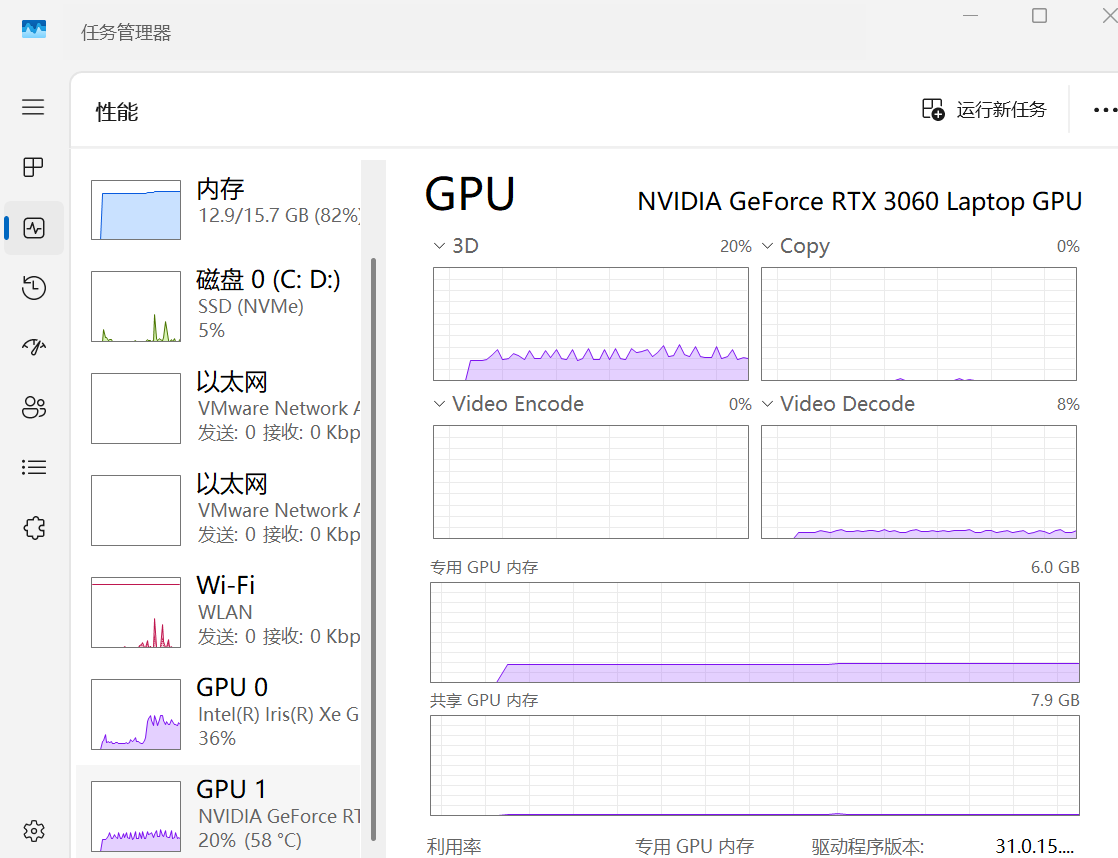 任务管理器
性能
运行新任务
内存
12.9/15.7 GB (82%)
磁盘 0 (C: D:)
SSD (NVMe)
5%
以太网
VMware Network A
发送: 0 接收: 0 Kbp
以太网
VMware Network A
发送: 0 接收: 0 Kbp
Wi-Fi
WLAN
发送: 0 接收: 0 Kbp
GPU 0
Intel(R) Iris(R) Xe G
36%
GPU 1
NVIDIA GeForce RT
20% (58 °C)
GPU
NVIDIA GeForce RTX 3060 Laptop GPU
3D 20%
Copy 0%
Video Encode 0%
Video Decode 8%
专用 GPU 内存 6.0 GB
共享 GPU 内存 7.9 GB
利用率
专用 GPU 内存
驱动程序版本: 31.0.15....